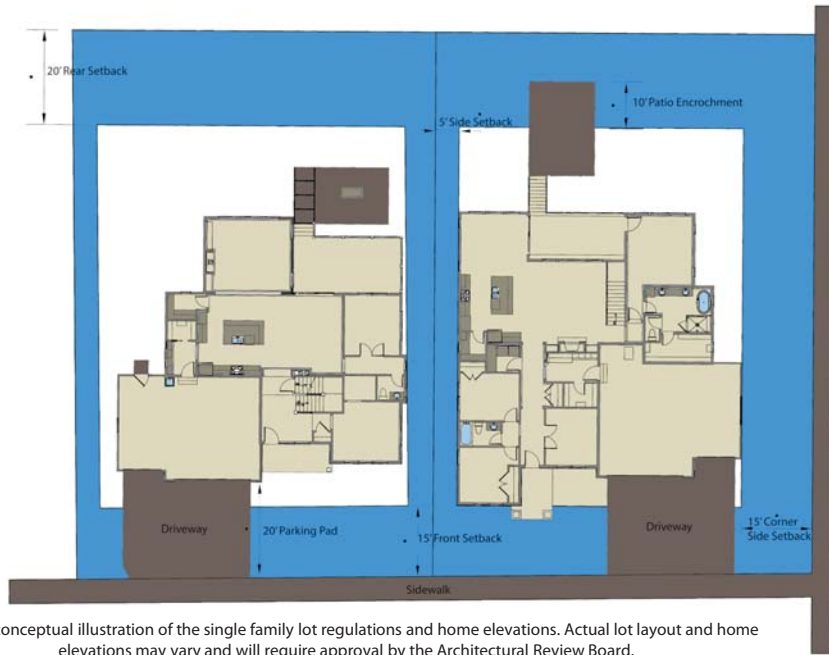 20' Rear Setback
10' Patio Encrochment
5' Side Setback
Driveway
20' Parking Pad
15' Front Setback
Driveway
15' Corner
Side Setback
Sidewalk
onceptual illustration of the single family lot regulations and home elevations. Actual lot layout and home
elevations may vary and will require approval by the Architectural Review Board.